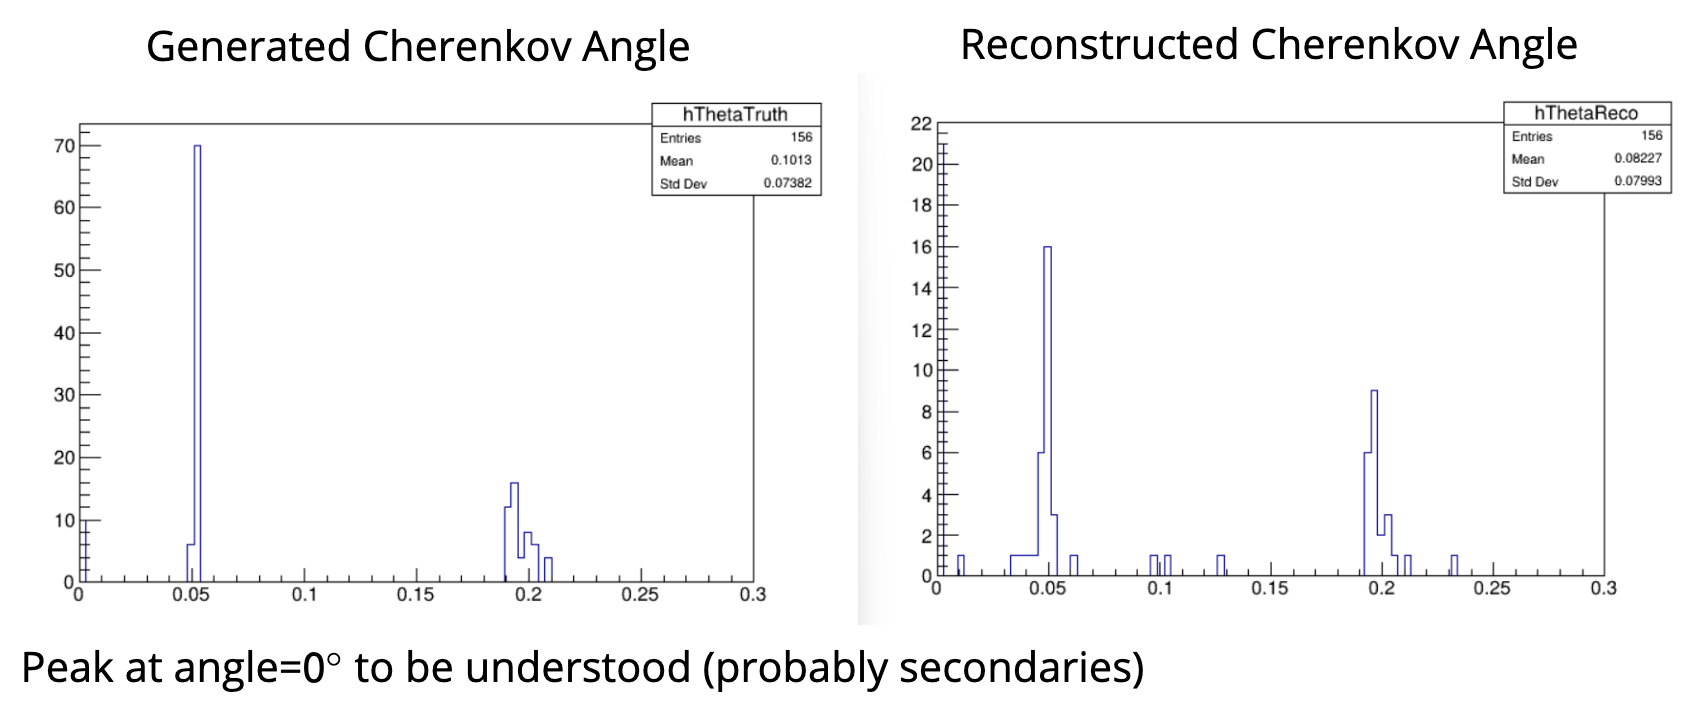 Generated Cherenkov Angle
Reconstructed Cherenkov Angle
hThetaTruth
Entries 156
Mean 0.1013
Std Dev 0.07382
70
60
50
40
30
20
10
0
0 0.05 0.1 0.15 0.2 0.25 0.3
hThetaReco
Entries 156
Mean 0.08227
Std Dev 0.07993
22
20
18
16
14
12
10
8
6
4
2
0
0 0.05 0.1 0.15 0.2 0.25 0.3
Peak at angle=0° to be understood (probably secondaries)